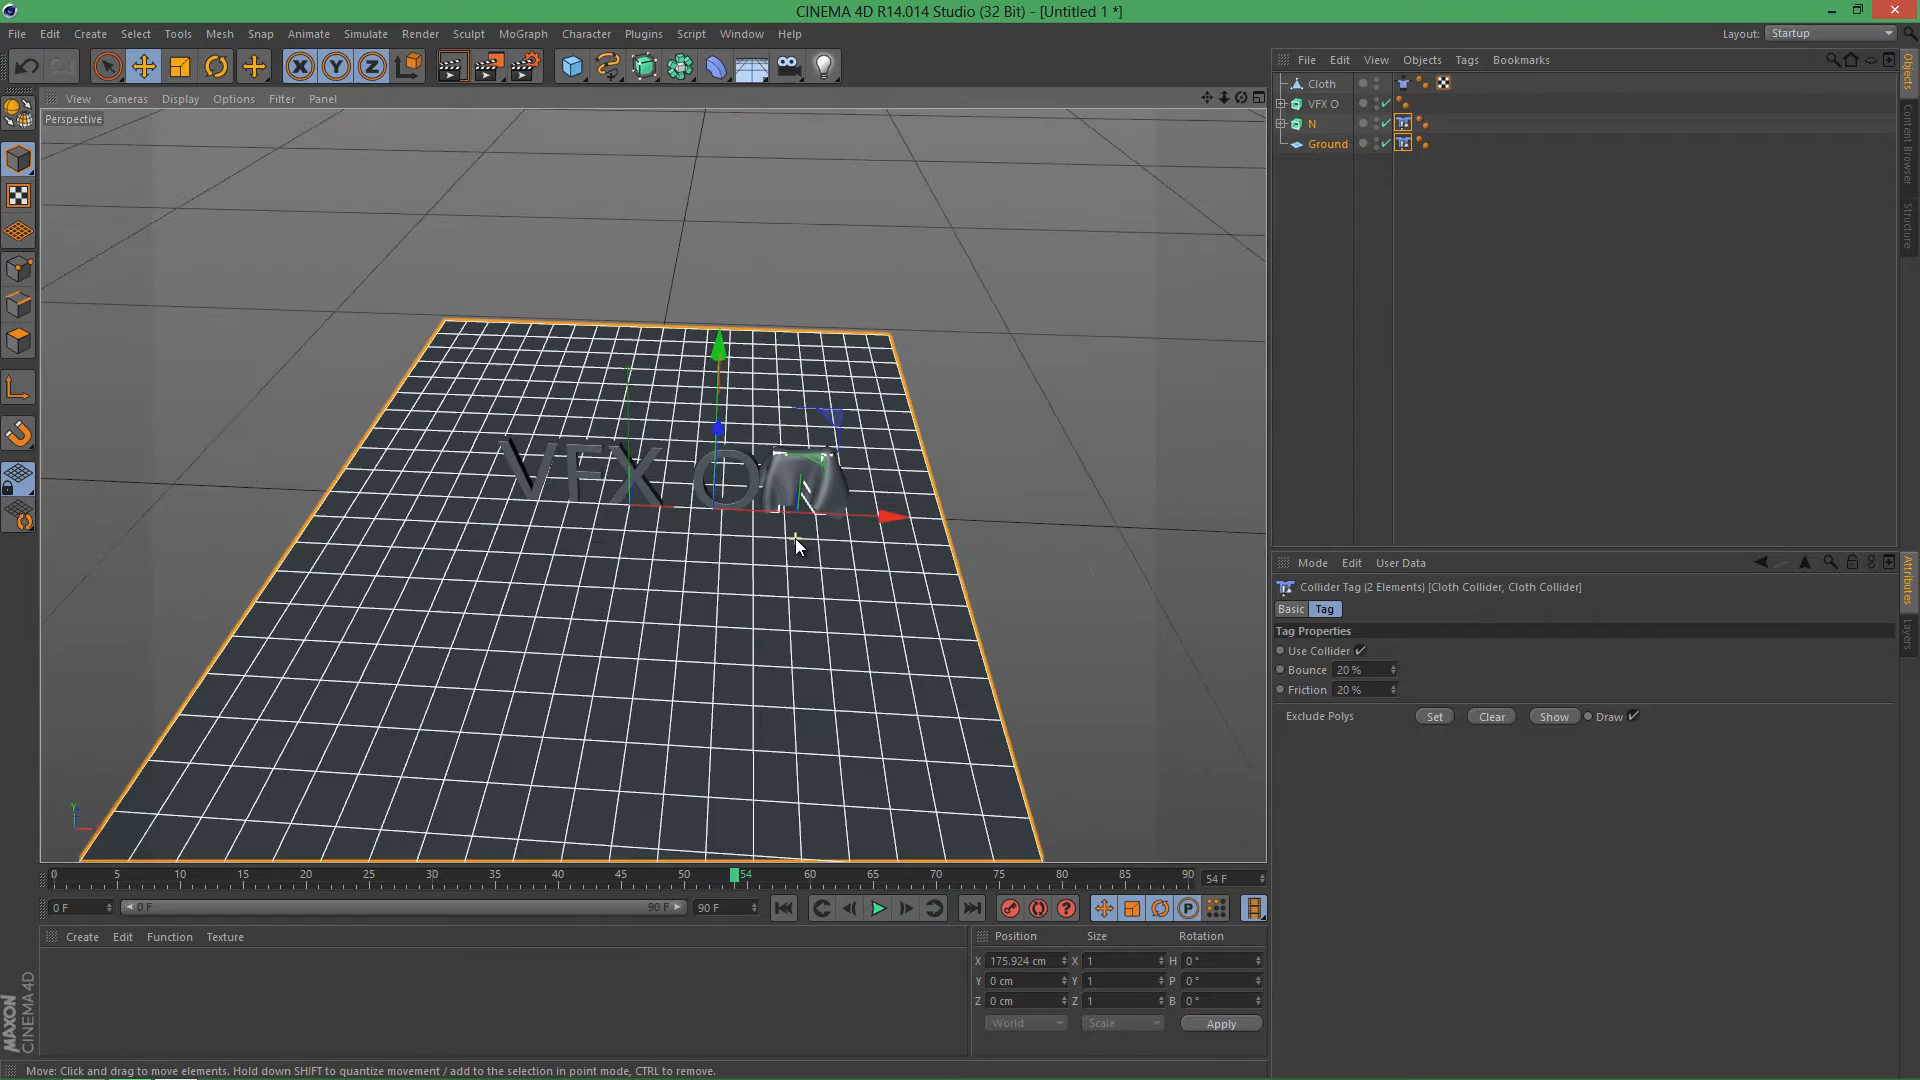 CINEMA 4D R14.014 Studio (32 Bit) - [Untitled 1 *]
File Edit Create Select Tools Mesh Snap Animate Simulate Render Sculpt MoGraph Character Plugins Script Window Help
Layout: Startup
View Cameras Display Options Filter Panel
Perspective
File Edit View Objects Tags Bookmarks
Cloth
VFX O
N
Ground
Objects
Content Browser
Structure
VFX O
Y
Mode Edit User Data
Collider Tag (2 Elements) [Cloth Collider, Cloth Collider]
Basic Tag
Tag Properties
Use Collider
Bounce 20 %
Friction 20 %
Exclude Polys Set Clear Show Draw
Attributes
Layers
0 5 10 15 20 25 30 35 40 45 50 54 60 65 70 75 80 85 90 54 F
0 F 0 F 90 F 90 F
Create Edit Function Texture
Position Size Rotation
X 175.924 cm X 1 H 0 °
Y 0 cm Y 1 P 0 °
Z 0 cm Z 1 B 0 °
World Scale Apply
MAXON
CINEMA 4D
Move: Click and drag to move elements. Hold down SHIFT to quantize movement / add to the selection in point mode, CTRL to remove.